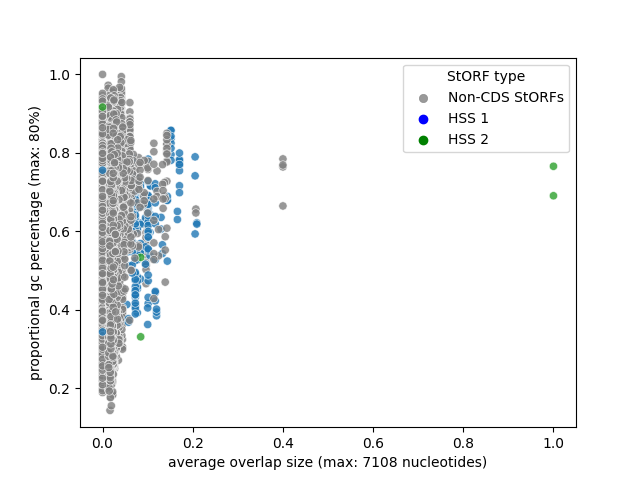 StORF type
Non-CDS StORFs
HSS 1
HSS 2
proportional gc percentage (max: 80%)
1.0
0.8
0.6
0.4
0.2
0.0 0.2 0.4 0.6 0.8 1.0
average overlap size (max: 7108 nucleotides)